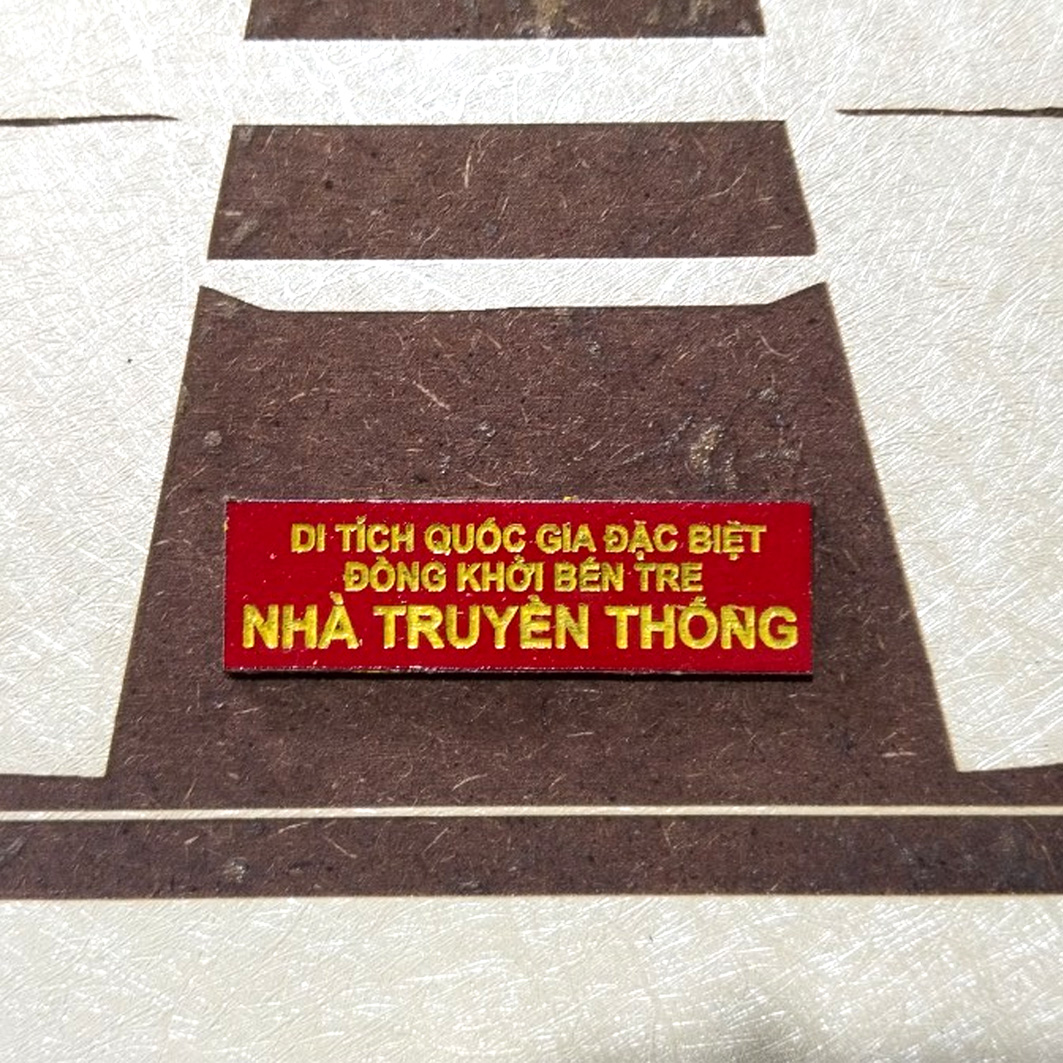 DI TÍCH QUỐC GIA ĐẶC BIỆT
ĐỒNG KHỞI BẾN TRE
NHÀ TRUYỀN THỐNG